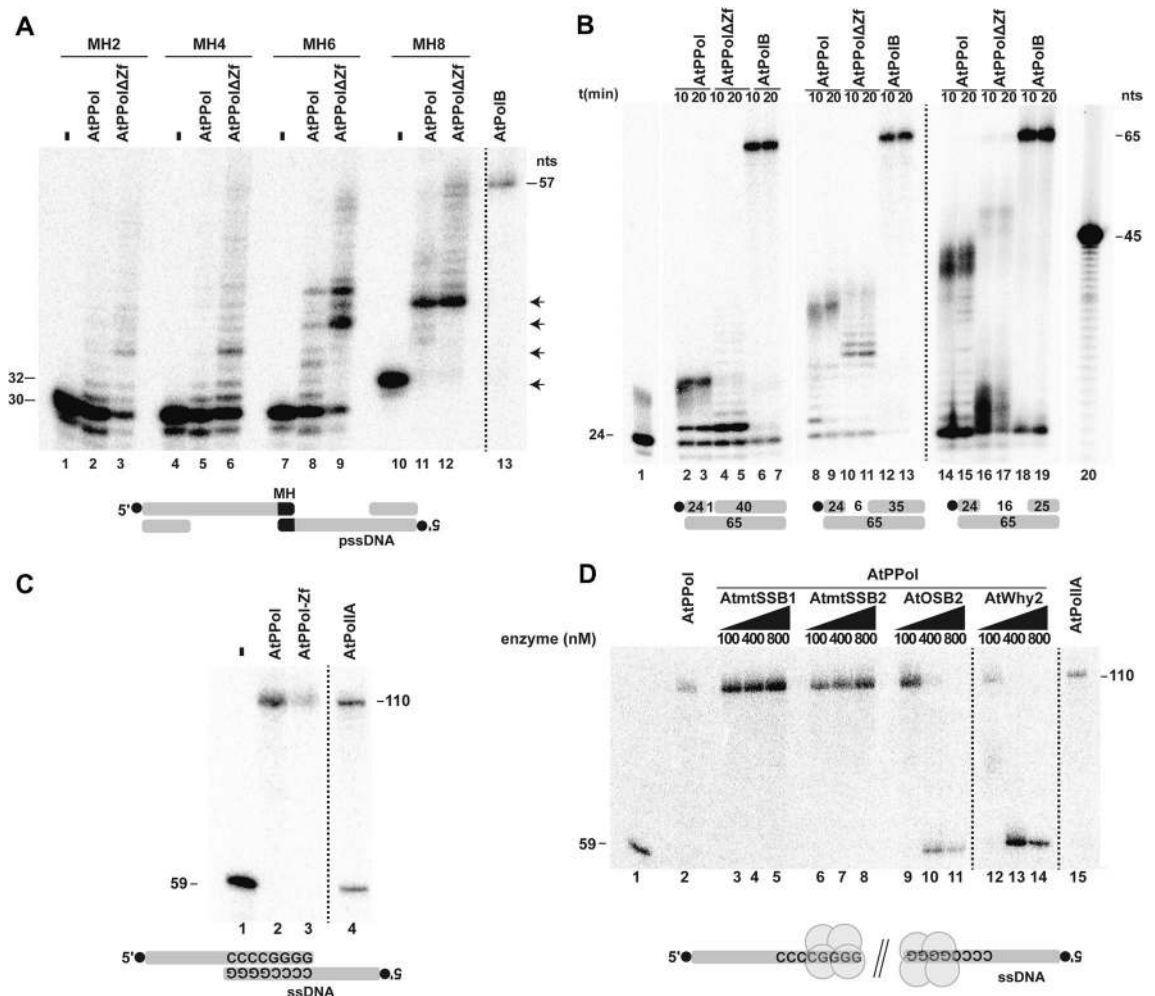 A
MH2 MH4 MH6 MH8
- AtPPol AtPPolΔZf - AtPPol AtPPolΔZf - AtPPol AtPPolΔZf - AtPPol AtPPolΔZf AtPolB
nts
–57
32–
30–
1 2 3 4 5 6 7 8 9 10 11 12 13
MH
5' 5'
pssDNA
B
AtPPol AtPPolΔZf AtPolB AtPPol AtPPolΔZf AtPolB AtPPol AtPPolΔZf AtPolB
t(min) 10 20 10 20 10 20 10 20 10 20 10 20 10 20 10 20 10 20 nts
–65
–45
24–
1 2 3 4 5 6 7 8 9 10 11 12 13 14 15 16 17 18 19 20
24 1 40 24 6 35 24 16 25
65 65 65
C
- AtPPol AtPPol-Zf AtPolIA
–110
59–
1 2 3 4
5' CCCCGGGG
GGGGCCCC 5'
ssDNA
D
AtPPol
AtPPol AtmtSSB1 AtmtSSB2 AtOSB2 AtWhy2 AtPolIA
enzyme (nM) 100 400 800 100 400 800 100 400 800 100 400 800
–110
59–
1 2 3 4 5 6 7 8 9 10 11 12 13 14 15
5' CCCCGGGG // GGGGCCCC 5'
ssDNA